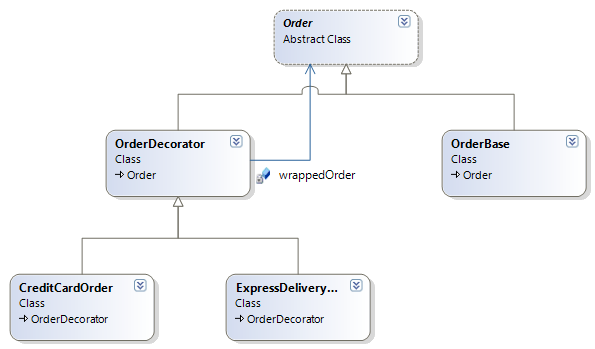 Order
Abstract Class
OrderDecorator
Class
Order
wrappedOrder
OrderBase
Class
Order
CreditCardOrder
Class
OrderDecorator
ExpressDelivery...
Class
OrderDecorator